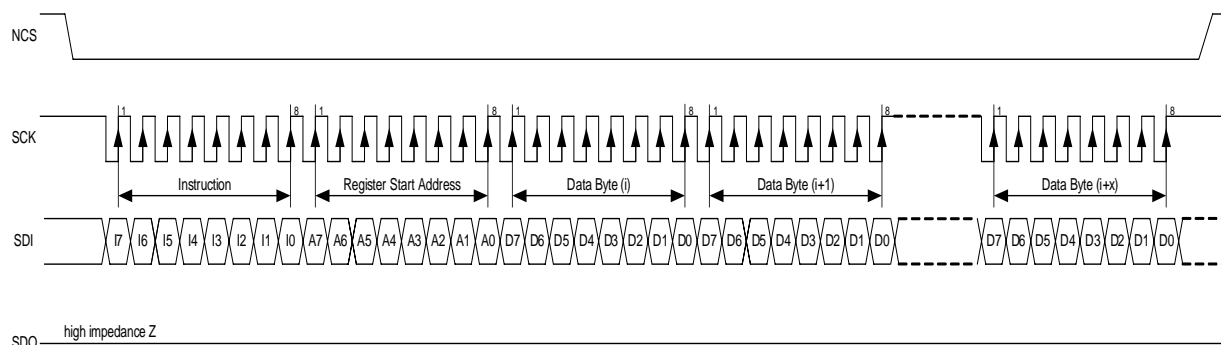 NCS
1 8 1 8 1 8 1 8 1 8
SCK
Instruction Register Start Address Data Byte (i) Data Byte (i+1) Data Byte (i+x)
SDI I7 I6 I5 I4 I3 I2 I1 I0 A7 A6 A5 A4 A3 A2 A1 A0 D7 D6 D5 D4 D3 D2 D1 D0 D7 D6 D5 D4 D3 D2 D1 D0 D7 D6 D5 D4 D3 D2 D1 D0
high impedance Z
SDO